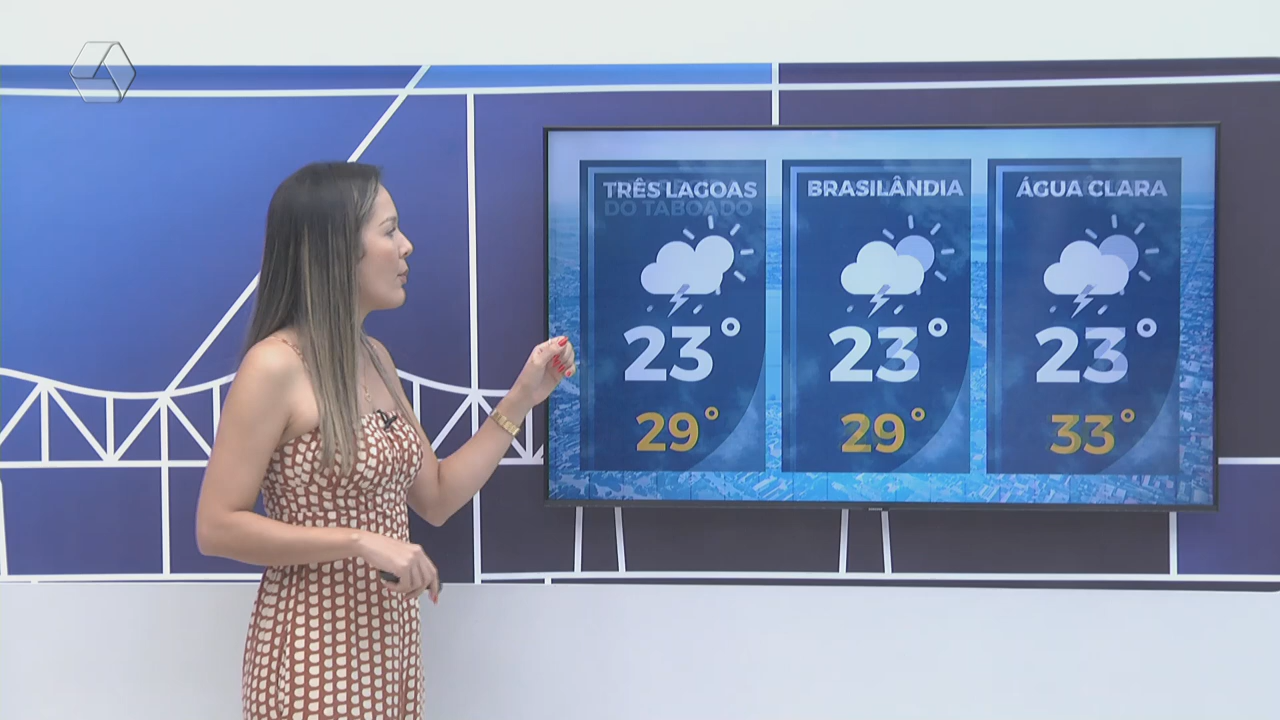 TRÊS LAGOAS
DO TABOADO
23°
29°
BRASILÂNDIA
23°
29°
ÁGUA CLARA
23°
33°